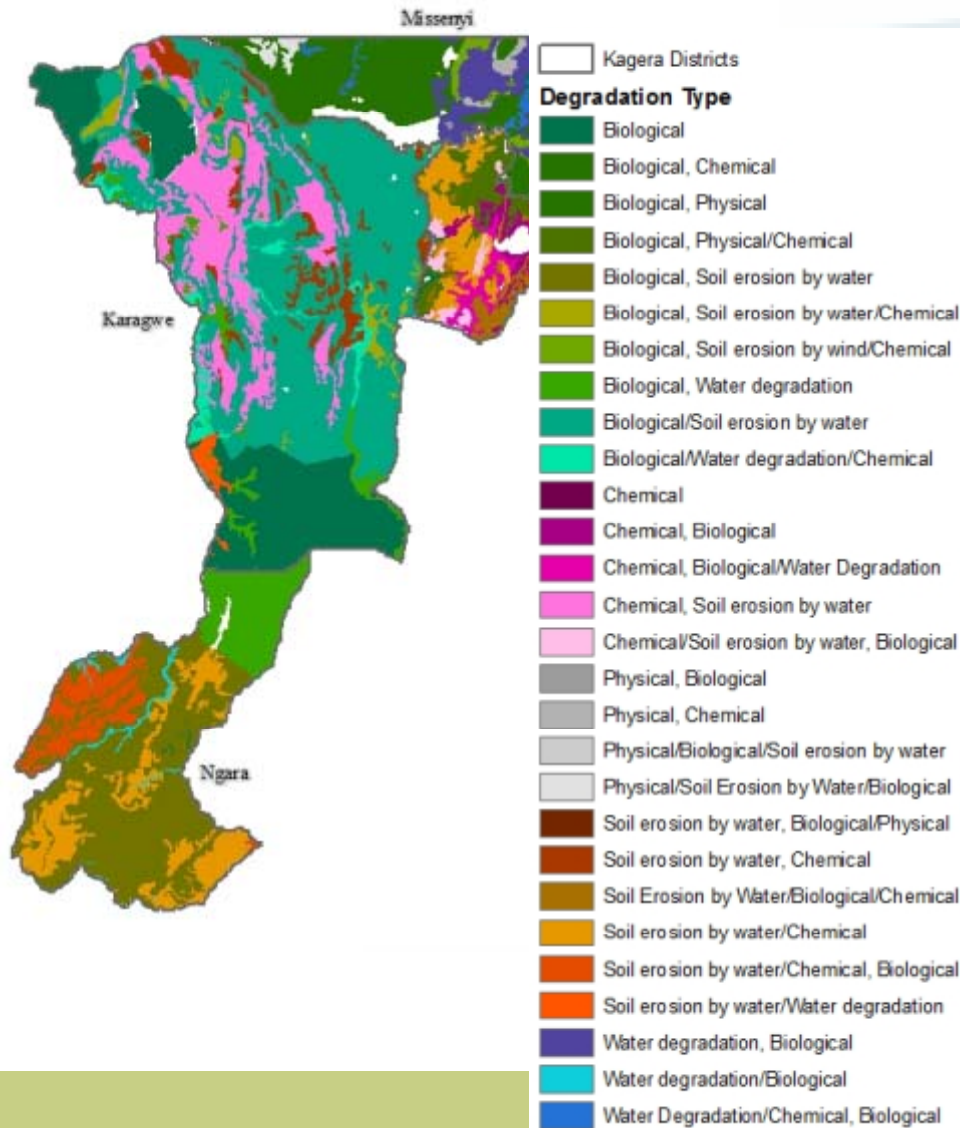 Missenyi
Kagera Districts
Degradation Type
Biological
Biological, Chemical
Biological, Physical
Biological, Physical/Chemical
Biological, Soil erosion by water
Biological, Soil erosion by water/Chemical
Biological, Soil erosion by wind/Chemical
Biological, Water degradation
Biological/Soil erosion by water
Biological/Water degradation/Chemical
Chemical
Chemical, Biological
Chemical, Biological/Water Degradation
Chemical, Soil erosion by water
Chemical/Soil erosion by water, Biological
Physical, Biological
Physical, Chemical
Physical/Biological/Soil erosion by water
Physical/Soil Erosion by Water/Biological
Soil erosion by water, Biological/Physical
Soil erosion by water, Chemical
Soil Erosion by Water/Biological/Chemical
Soil erosion by water/Chemical
Soil erosion by water/Chemical, Biological
Soil erosion by water/Water degradation
Water degradation, Biological
Water degradation/Biological
Water Degradation/Chemical, Biological
Karagwe
Ngara